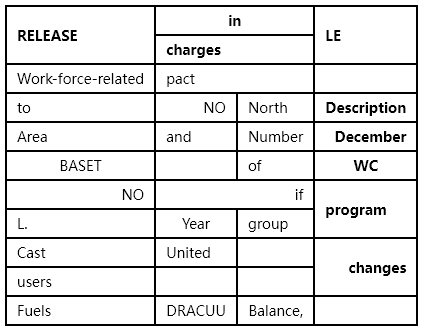 RELEASE in LE
charges
Work-force-related pact
to NO North Description
Area and Number December
BASET of WC
NO if program
L. Year group
Cast United changes
users
Fuels DRACUU Balance,